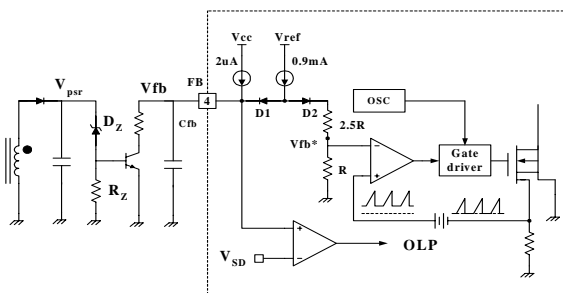 Vcc
Vref
2uA
0.9mA
Vpsr
Vfb
FB
4
OSC
D1
D2
2.5R
DZ
Cfb
Vfb*
Gate
driver
R
RZ
VSD
OLP
+
−
+
−